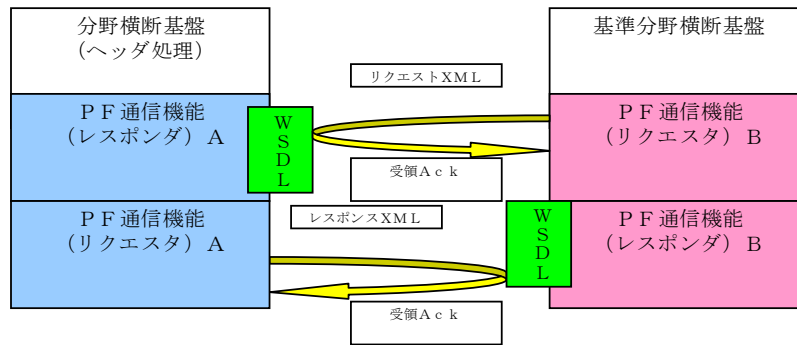 分野横断基盤
（ヘッダ処理）
基準分野横断基盤
リクエストＸＭＬ
ＰＦ通信機能
（レスポンダ）Ａ
ＷＳＤＬ
ＰＦ通信機能
（リクエスタ）Ｂ
受領Ａｃｋ
ＰＦ通信機能
（リクエスタ）Ａ
レスポンスＸＭＬ
ＷＳＤＬ
ＰＦ通信機能
（レスポンダ）Ｂ
受領Ａｃｋ